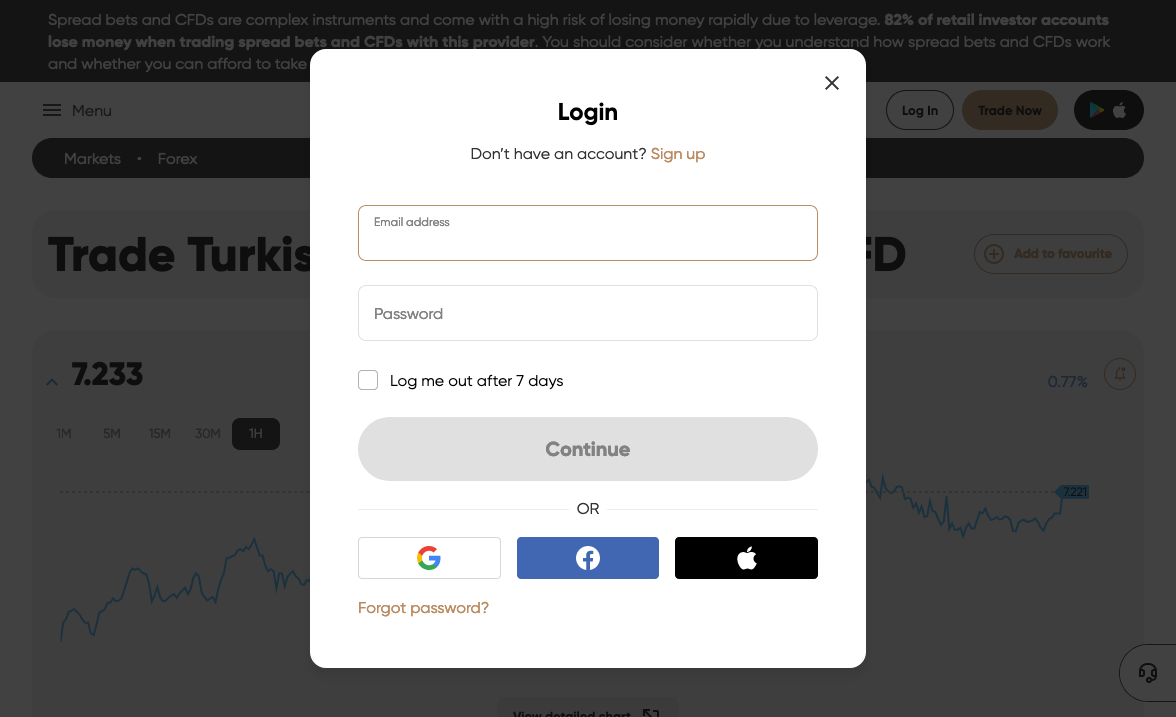 Spread bets and CFDs are complex instruments and come with a high risk of losing money rapidly due to leverage. 82% of retail investor accounts
lose money when trading spread bets and CFDs with this provider. You should consider whether you understand how spread bets and CFDs work
and whether you can afford to take
Menu
Log In
Trade Now
Markets • Forex
Login
Don’t have an account? Sign up
Trade Turkis
FD
Add to favourite
Email address
Password
7.233
0.77%
Log me out after 7 days
1M 5M 15M 30M 1H
Continue
7.221
OR
Forgot password?
View detailed chart